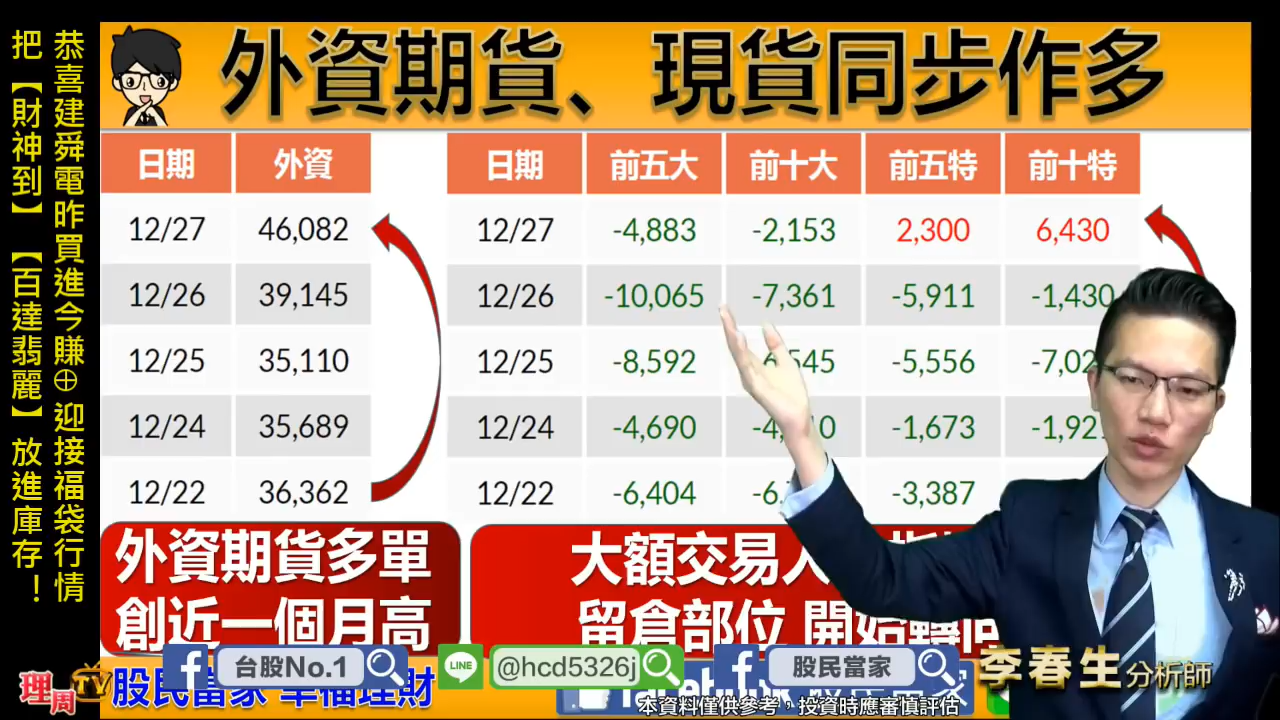 恭喜建舜電昨買進今賺⊕ 迎接福袋行情
把【財神到】【百達翡麗】放進庫存！
外資期貨、現貨同步作多
日期 外資
12/27 46,082
12/26 39,145
12/25 35,110
12/24 35,689
12/22 36,362
日期 前五大 前十大 前五特 前十特
12/27 -4,883 -2,153 2,300 6,430
12/26 -10,065 -7,361 -5,911 -1,430
12/25 -8,592 -5,556
12/24 -4,690 -1,673
12/22 -6,404 -3,387
外資期貨多單
創近一個月高
大額交易人
留倉部位 開始轉向
李春生分析師
台股No.1
LINE
@hcd5326j
股民當家
理周TV
股民當家 幸福理財
本資料僅供參考，投資時應審慎評估